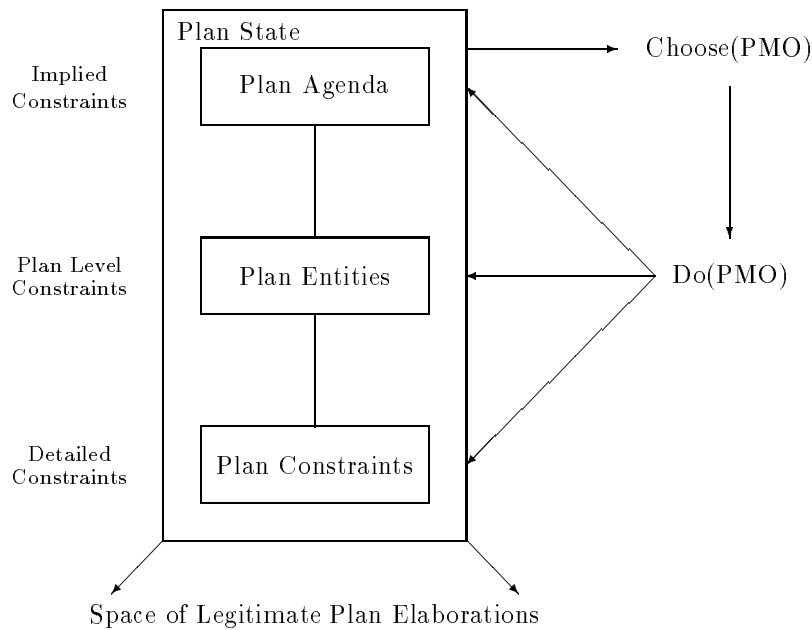 Plan State
Choose(PMO)
Implied
Constraints
Plan Agenda
Plan Level
Constraints
Plan Entities
Do(PMO)
Detailed
Constraints
Plan Constraints
Space of Legitimate Plan Elaborations